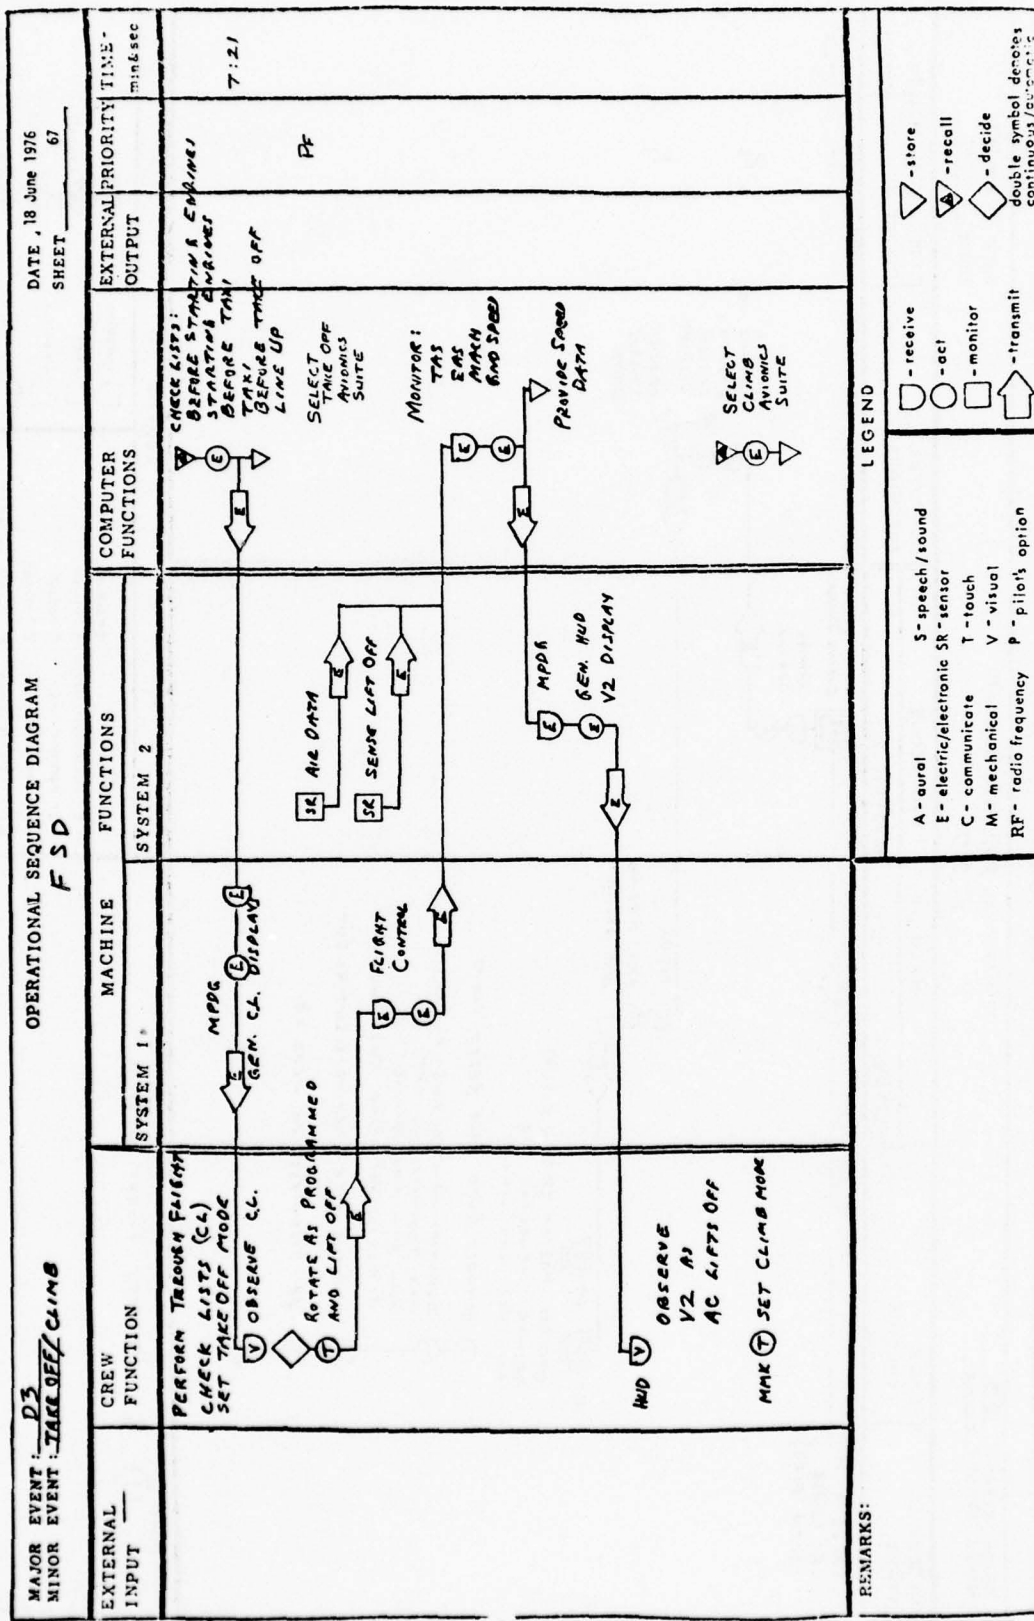 MAJOR EVENT: D3
MINOR EVENT: TAKE OFF/CLIMB
OPERATIONAL SEQUENCE DIAGRAM
FSD
DATE, 18 June 1976
SHEET 67
EXTERNAL INPUT
CREW FUNCTION
MACHINE FUNCTIONS
SYSTEM 1
SYSTEM 2
COMPUTER FUNCTIONS
EXTERNAL OUTPUT
PRIORITY
TIME-
min&sec
PERFORM THROUGH FLIGHT
CHECK LISTS (CL)
SET TAKE OFF MODE
V OBSERVE C.L.
ROTATE AS PROGRAMMED
AND LIFT OFF
T
E
HUD V
OBSERVE
V2 AS
AC LIFTS OFF
MMK T SET CLIMB MODE
MPDG
E
E
E
GEN. C.L. DISPLAY
FLIGHT
CONTROL
E
E
E
SR AIR DATA
E
SR SENSE LIFT OFF
E
MPDG
E
E
GEN. HUD
V2 DISPLAY
E
CHECK LISTS:
BEFORE STARTING ENGINES
STARTING ENGINES
BEFORE TAXI
TAXI
BEFORE TAKE OFF
LINE UP
E
E
SELECT
TAKE OFF
AVIONICS
SUITE
MONITOR:
TAS
EAS
MACH
GND SPEED
E
E
E
PROVIDE SPEED
DATA
SELECT
CLIMB
AVIONICS
SUITE
E
PF
7:21
REMARKS:
LEGEND
A - aural
S - speech/sound
E - electric/electronic
SR - sensor
C - communicate
T - touch
M - mechanical
V - visual
RF - radio frequency
P - pilot's option
- receive
- store
- act
- recall
- monitor
- decide
- transmit
double symbol denotes
continuous/automatic